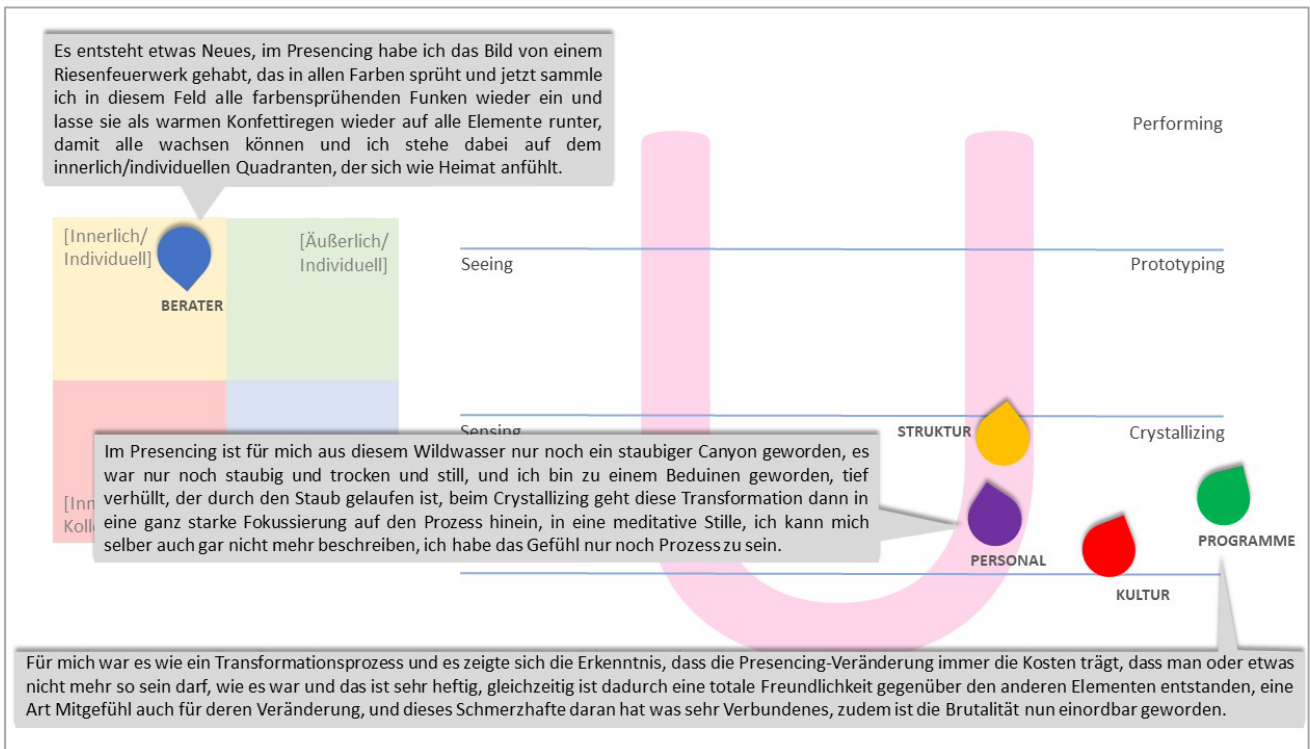 Es entsteht etwas Neues, im Presencing habe ich das Bild von einem
Riesenfeuerwerk gehabt, das in allen Farben sprüht und jetzt sammle
ich in diesem Feld alle farbensprühenden Funken wieder ein und
lasse sie als warmen Konfettiregen wieder auf alle Elemente runter,
damit alle wachsen können und ich stehe dabei auf dem
innerlich/individuellen Quadranten, der sich wie Heimat anfühlt.
Performing
[Innerlich/
Individuell]
[Äußerlich/
Individuell]
BERATER
Seeing
Prototyping
STRUKTUR
Sensing
Crystallizing
Im Presencing ist für mich aus diesem Wildwasser nur noch ein staubiger Canyon geworden, es
war nur noch staubig und trocken und still, und ich bin zu einem Beduinen geworden, tief
verhüllt, der durch den Staub gelaufen ist, beim Crystallizing geht diese Transformation dann in
eine ganz starke Fokussierung auf den Prozess hinein, in eine meditative Stille, ich kann mich
selber auch gar nicht mehr beschreiben, ich habe das Gefühl nur noch Prozess zu sein.
[Inn
Koll
PERSONAL
PROGRAMME
KULTUR
Für mich war es wie ein Transformationsprozess und es zeigte sich die Erkenntnis, dass die Presencing-Veränderung immer die Kosten trägt, dass man oder etwas
nicht mehr so sein darf, wie es war und das ist sehr heftig, gleichzeitig ist dadurch eine totale Freundlichkeit gegenüber den anderen Elementen entstanden, eine
Art Mitgefühl auch für deren Veränderung, und dieses Schmerzhafte daran hat was sehr Verbundenes, zudem ist die Brutalität nun einordbar geworden.